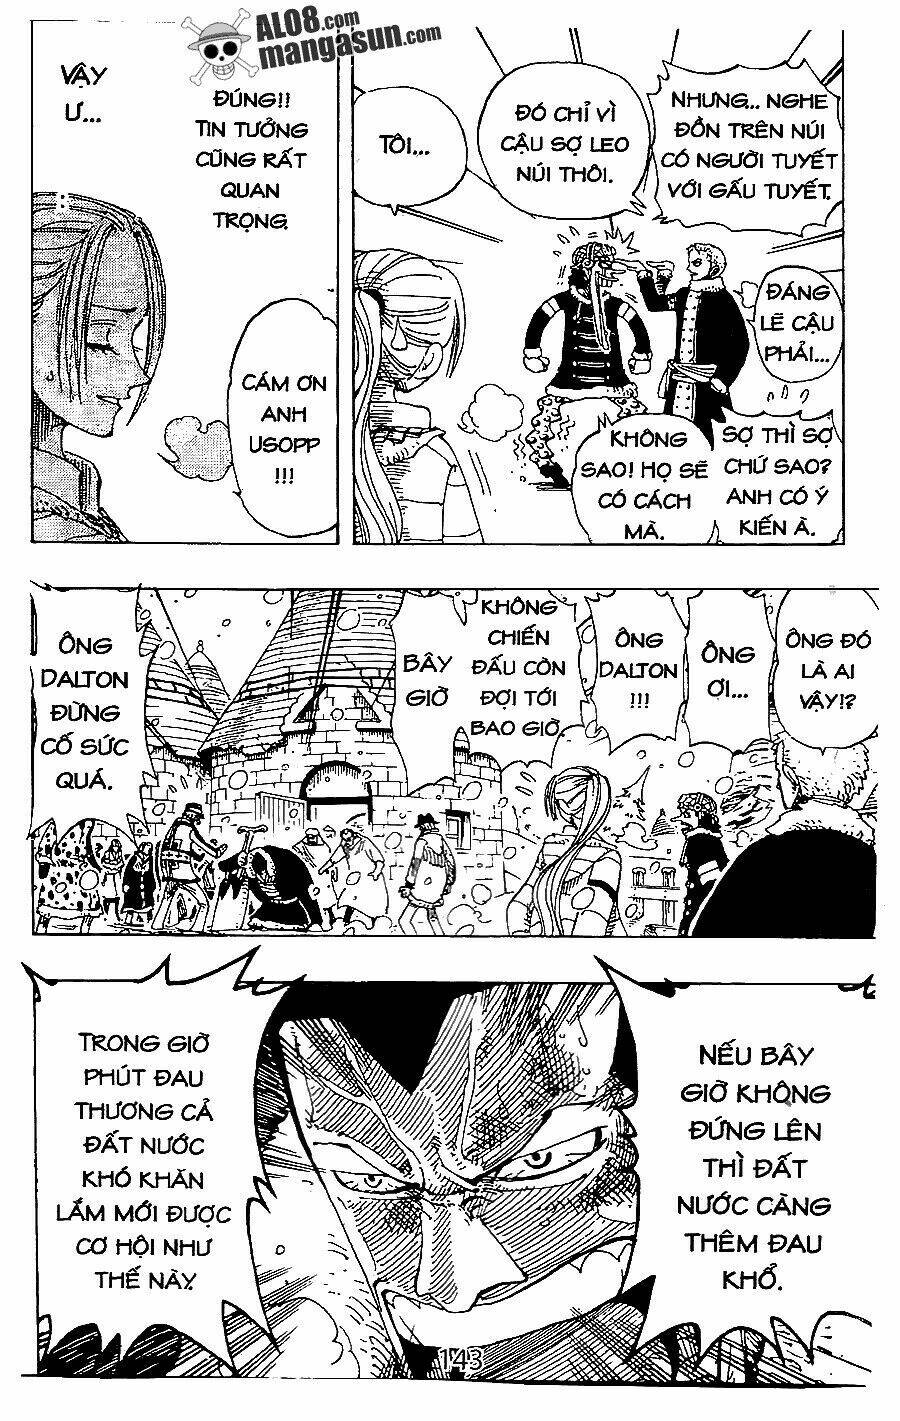 AL08.com
mangasun.com
NHƯNG... NGHE
ĐỒN TRÊN NÚI
CÓ NGƯỜI TUYẾT
VỚI GẤU TUYẾT.
ĐÓ CHỈ VÌ
CẬU SỢ LEO
NÚI THÔI.
TÔI...
ĐÁNG
LẼ CẬU
PHẢI...
SỢ THÌ SỢ
CHỨ SAO?
ANH CÓ Ý
KIẾN À.
KHÔNG
SAO! HỌ SẼ
CÓ CÁCH
MÀ.
ĐÚNG!!
TIN TƯỞNG
CŨNG RẤT
QUAN
TRỌNG.
VẬY
Ư...
CÁM ƠN
ANH
USOPP
!!!
ÔNG ĐÓ
LÀ AI
VẬY!?
ÔNG
ƠI...
ÔNG
DALTON
!!!
KHÔNG
CHIẾN
ĐẤU CÒN
ĐỢI TỚI
BAO GIỜ.
BÂY
GIỜ
ÔNG
DALTON
ĐỪNG
CỐ SỨC
QUÁ.
NẾU BÂY
GIỜ KHÔNG
ĐỨNG LÊN
THÌ ĐẤT
NƯỚC CÀNG
THÊM ĐAU
KHỔ.
TRONG GIỜ
PHÚT ĐAU
THƯƠNG CẢ
ĐẤT NƯỚC
KHÓ KHĂN
LẮM MỚI ĐƯỢC
CƠ HỘI NHƯ
THẾ NÀY.
143